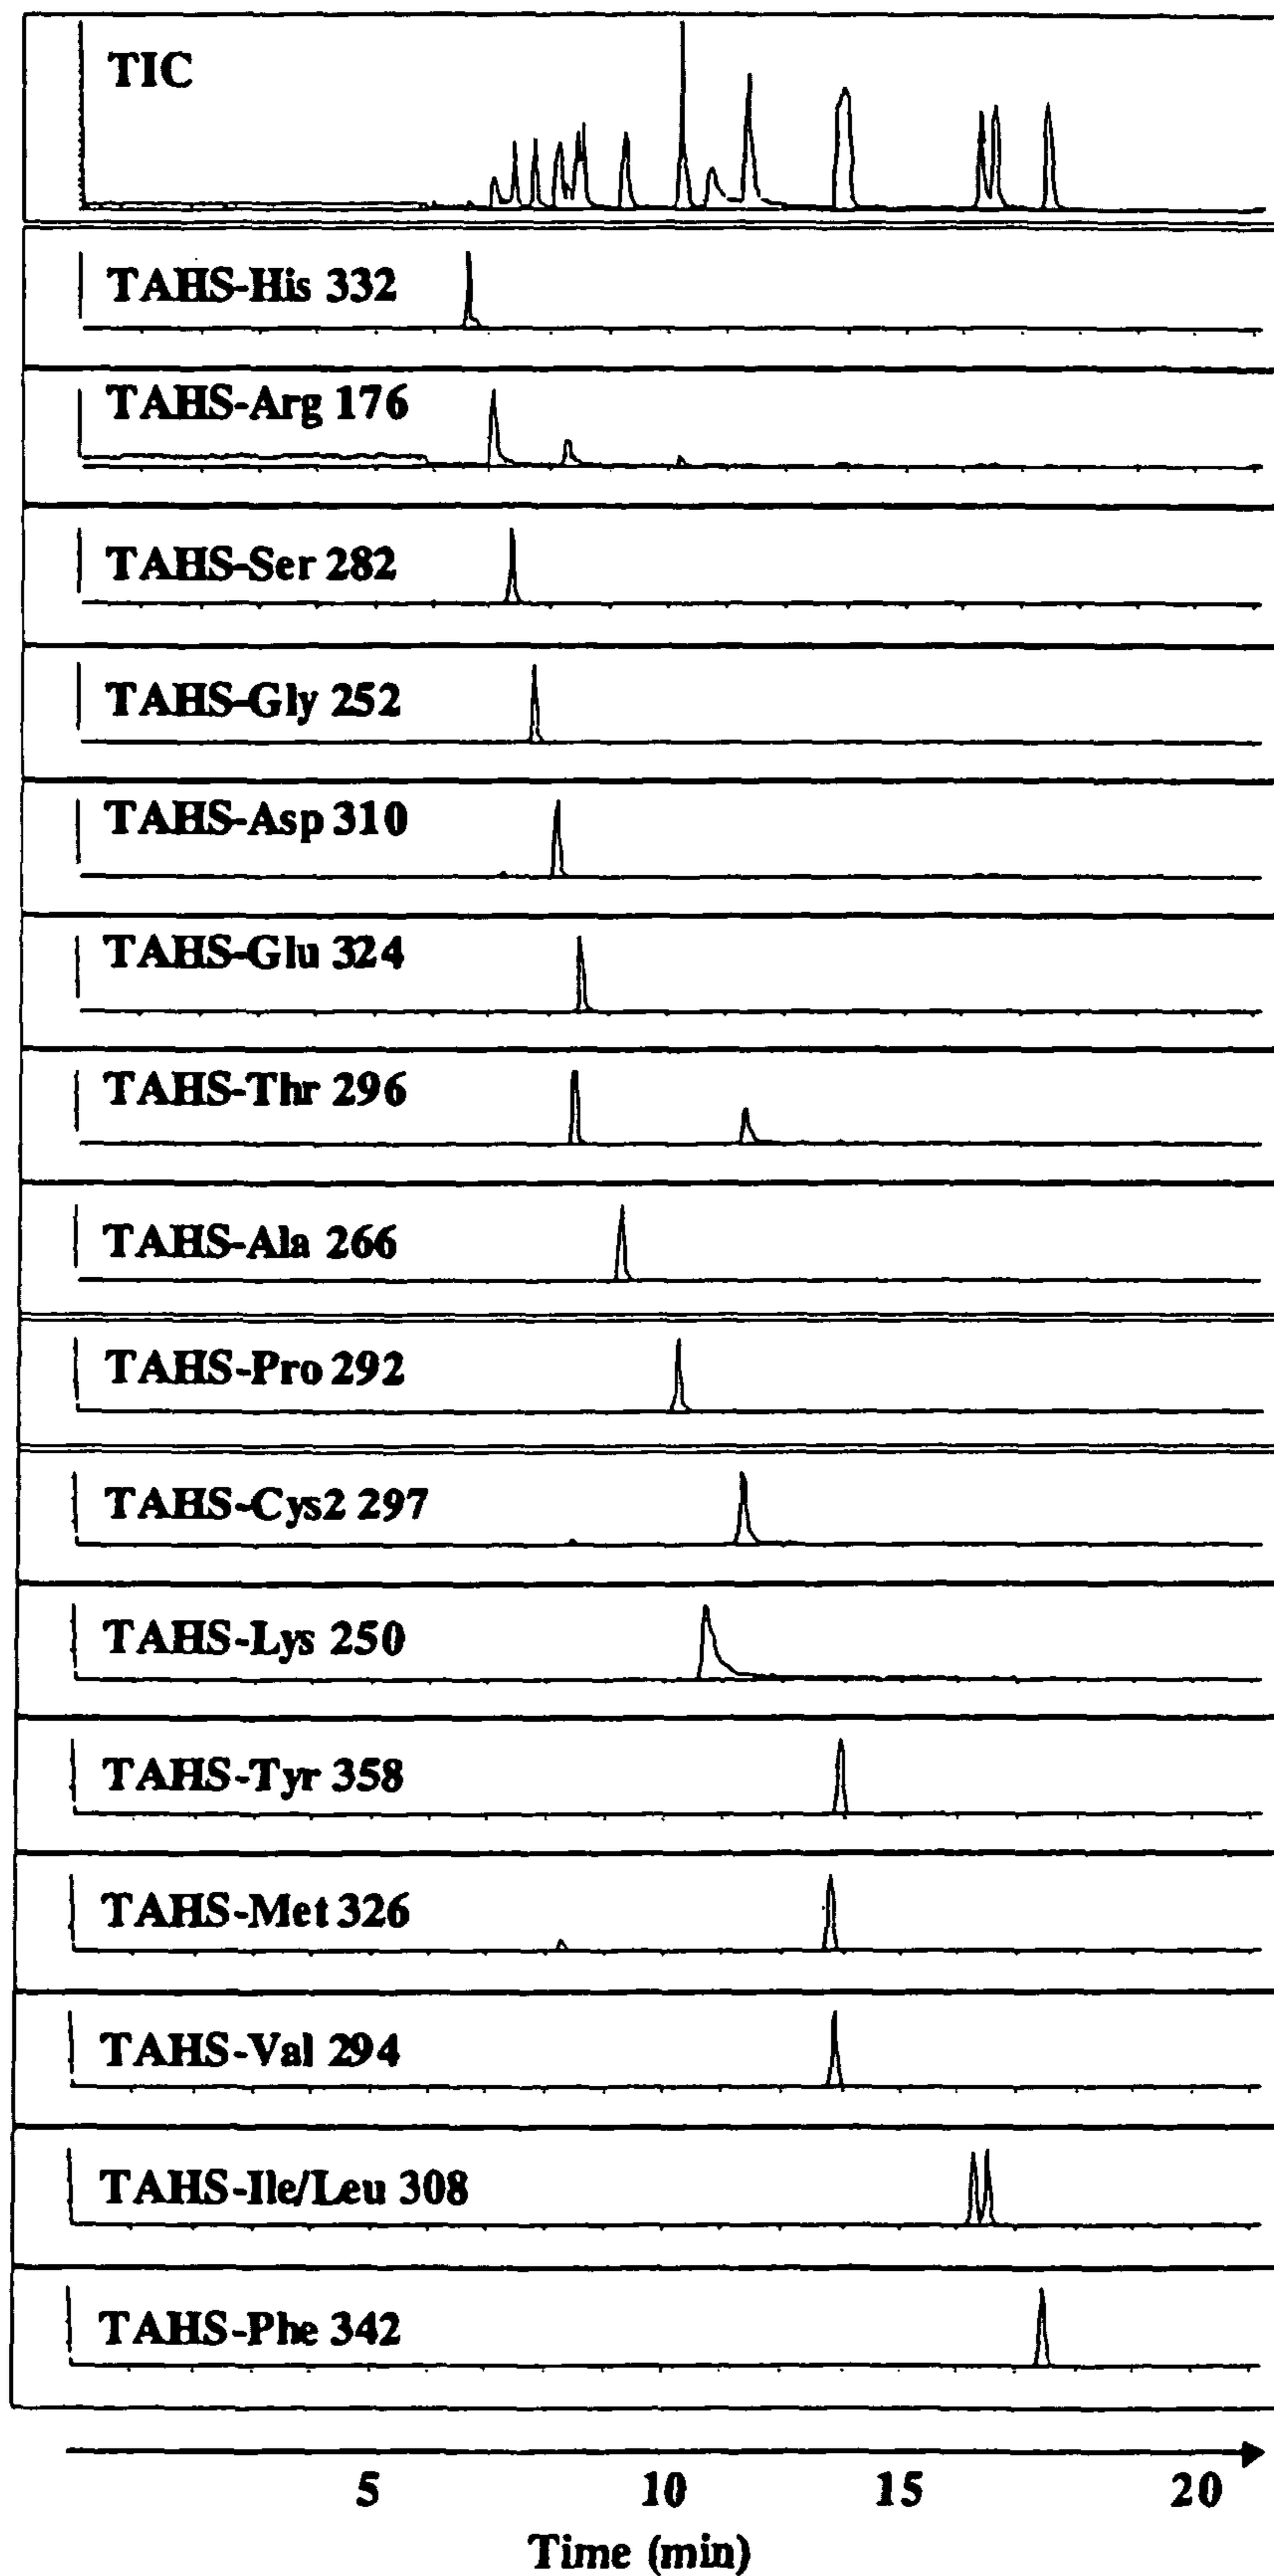 TIC
TAHS-His 332
TAHS-Arg 176
TAHS-Ser 282
TAHS-Gly 252
TAHS-Asp 310
TAHS-Glu 324
TAHS-Thr 296
TAHS-Ala 266
TAHS-Pro 292
TAHS-Cys2 297
TAHS-Lys 250
TAHS-Tyr 358
TAHS-Met 326
TAHS-Val 294
TAHS-Ile/Leu 308
TAHS-Phe 342
5 10 15 20
Time (min)